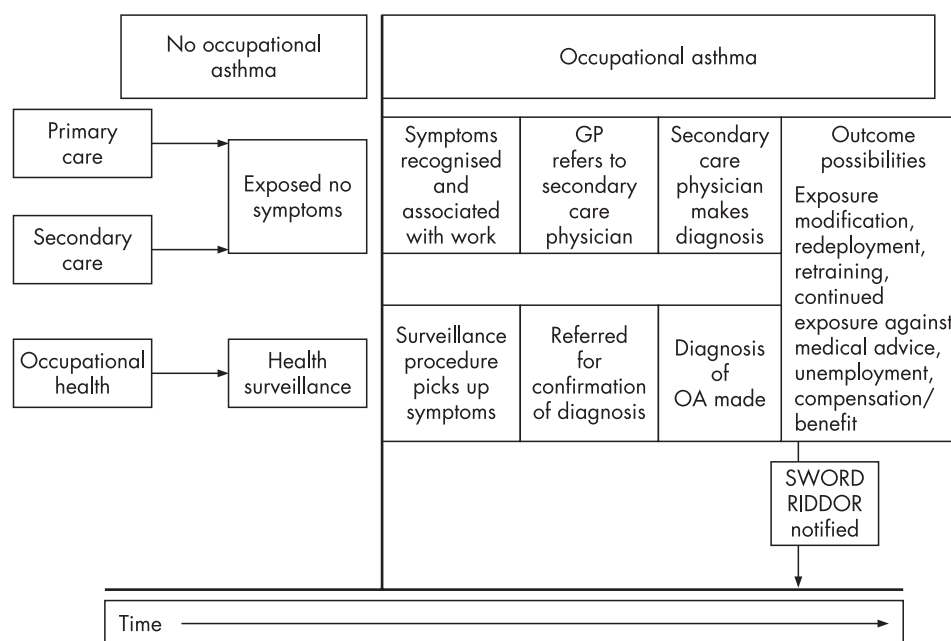 No occupational
asthma
Occupational asthma
Primary
care
Exposed no
symptoms
Secondary
care
Symptoms
recognised
and
associated
with work
GP
refers to
secondary
care
physician
Secondary
care
physician
makes
diagnosis
Outcome
possibilities
Exposure
modification,
redeployment,
retraining,
continued
exposure against
medical advice,
unemployment,
compensation/
benefit
Occupational
health
Health
surveillance
Surveillance
procedure
picks up
symptoms
Referred
for
confirmation
of diagnosis
Diagnosis
of
OA made
SWORD
RIDDOR
notified
Time